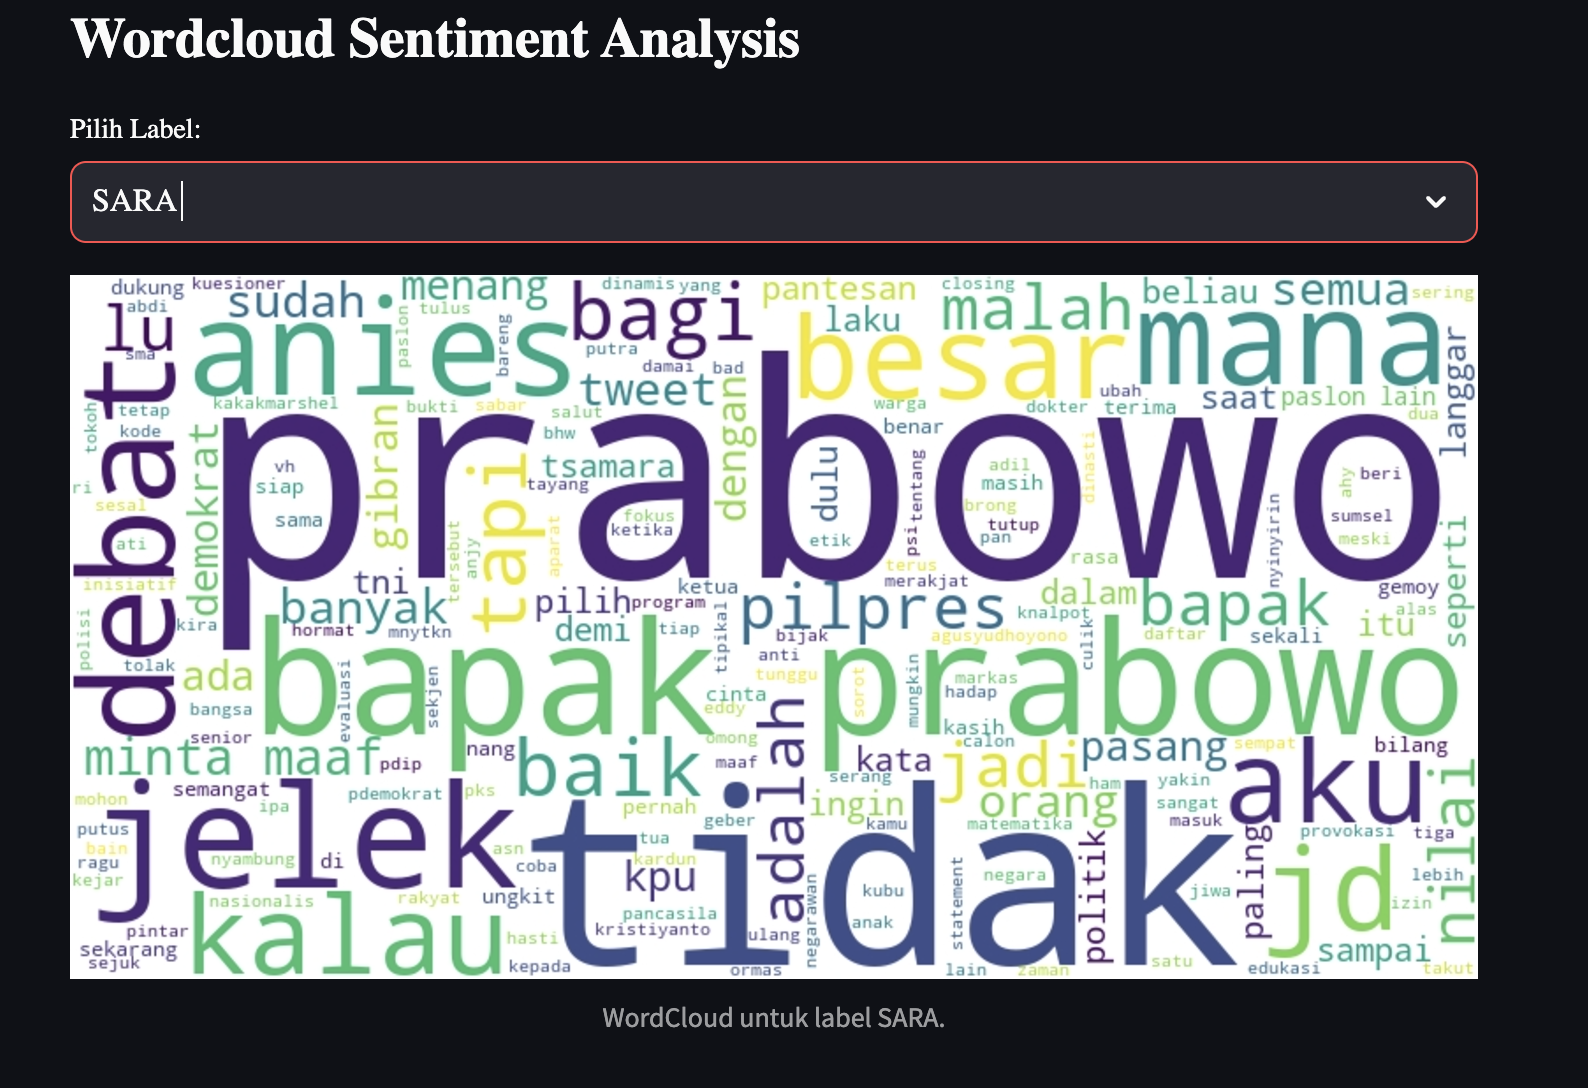 Wordcloud Sentiment Analysis
Pilih Label:
SARA
dukung kuesioner menang dinamis yang pantesan closing malah beliau semua sering
abdi sudah tulus bagi laku
lu anies paslon bareng putra besar mana langgar
sma damai bad
tweet ubah
debat tokoh tetap kakakmarshel bukti sabar salut dengan warga dokter terima saat paslon lain dua
kode gibran bhw benar
prabowo
demokrat vh tapi tsamara dulu tentang adil dinasti ahy beri
ri siap tayang masih
sesal sama fokus brong nyinyirin sumsel
ati tersebut anjy aparat ketika etik psi pan tutup meski seperti
inisiatif tni terus rasa
banyak pilih program ketua pilpres merakjat dalam bapak gemoy
polisi kira hormat mnytkn demi tiap tipikal knalpot culik itu alas
bijak agusyudhoyono daftar sekali
tolak anti
ada bapak prabowo
evaluasi sekjen tunggu sorot mungkin markas
bangsa cinta hadap
eddy
senior omong kasih
minta maaf pdip nang baik maaf adalah kata calon pasang sempat bilang
serang jadi aku nilai
semangat pdemokrat pks ingin ham yakin
mohon ipa pernah orang sangat
jelek geber kamu matematika masuk
putus tua provokasi tiga
bain nyambung di asn kardun politik paling
ragu coba kpu tidak negara jd lebih
kejar kubu statement jiwa
nasionalis rakyat ungkit izin
kalau pancasila anak
pintar kristiyanto ulang negarawan
sekarang hasti sampai
sejuk kepada ormas lain zaman satu edukasi takut
WordCloud untuk label SARA.